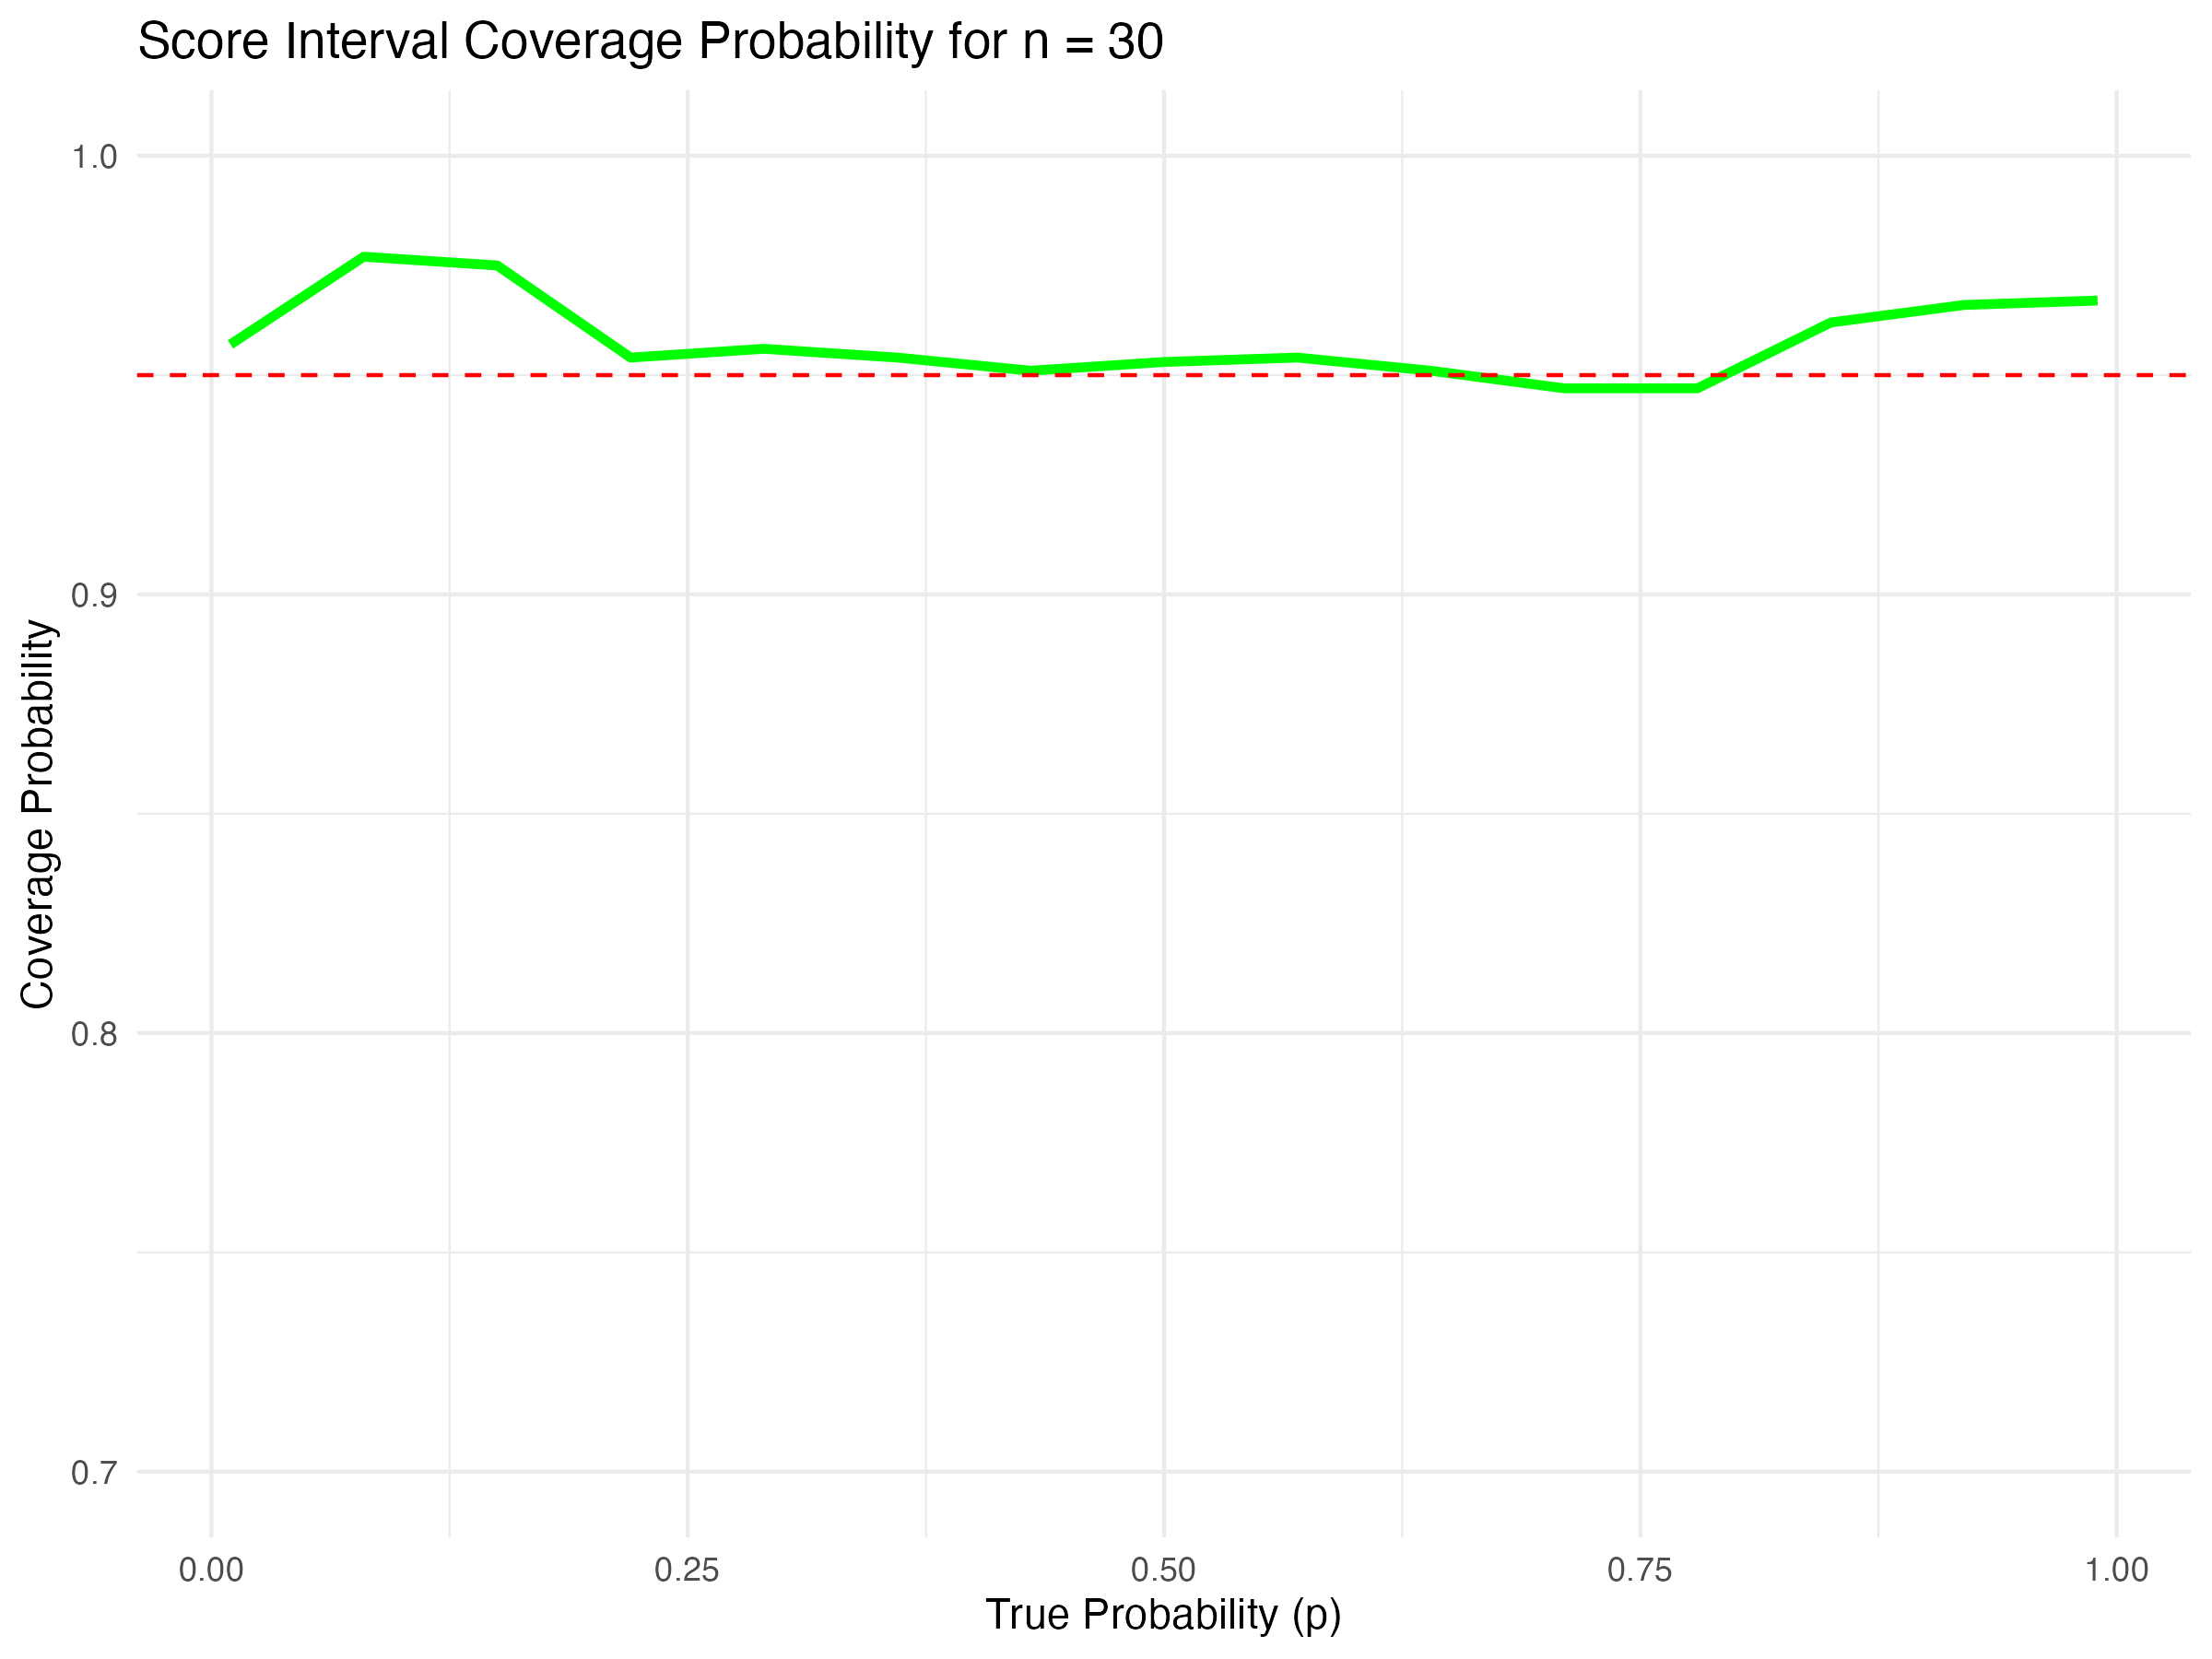 Score Interval Coverage Probability for n = 30
Coverage Probability
1.0
0.9
0.8
0.7
0.00 0.25 0.50 0.75 1.00
True Probability (p)